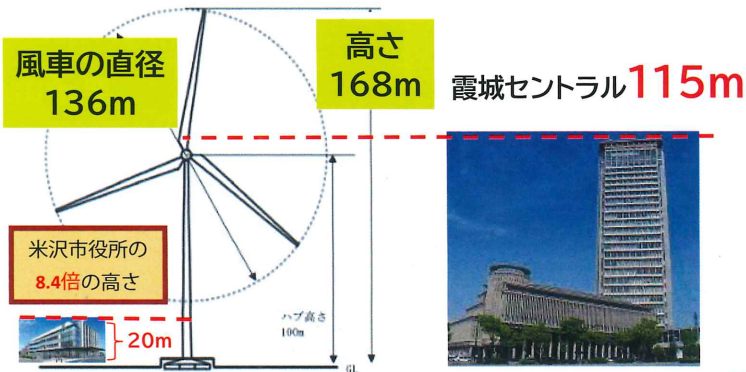 風車の直径
136m
高さ
168m
霞城セントラル115m
米沢市役所の
8.4倍の高さ
20m
ハブ高さ
100m
GL